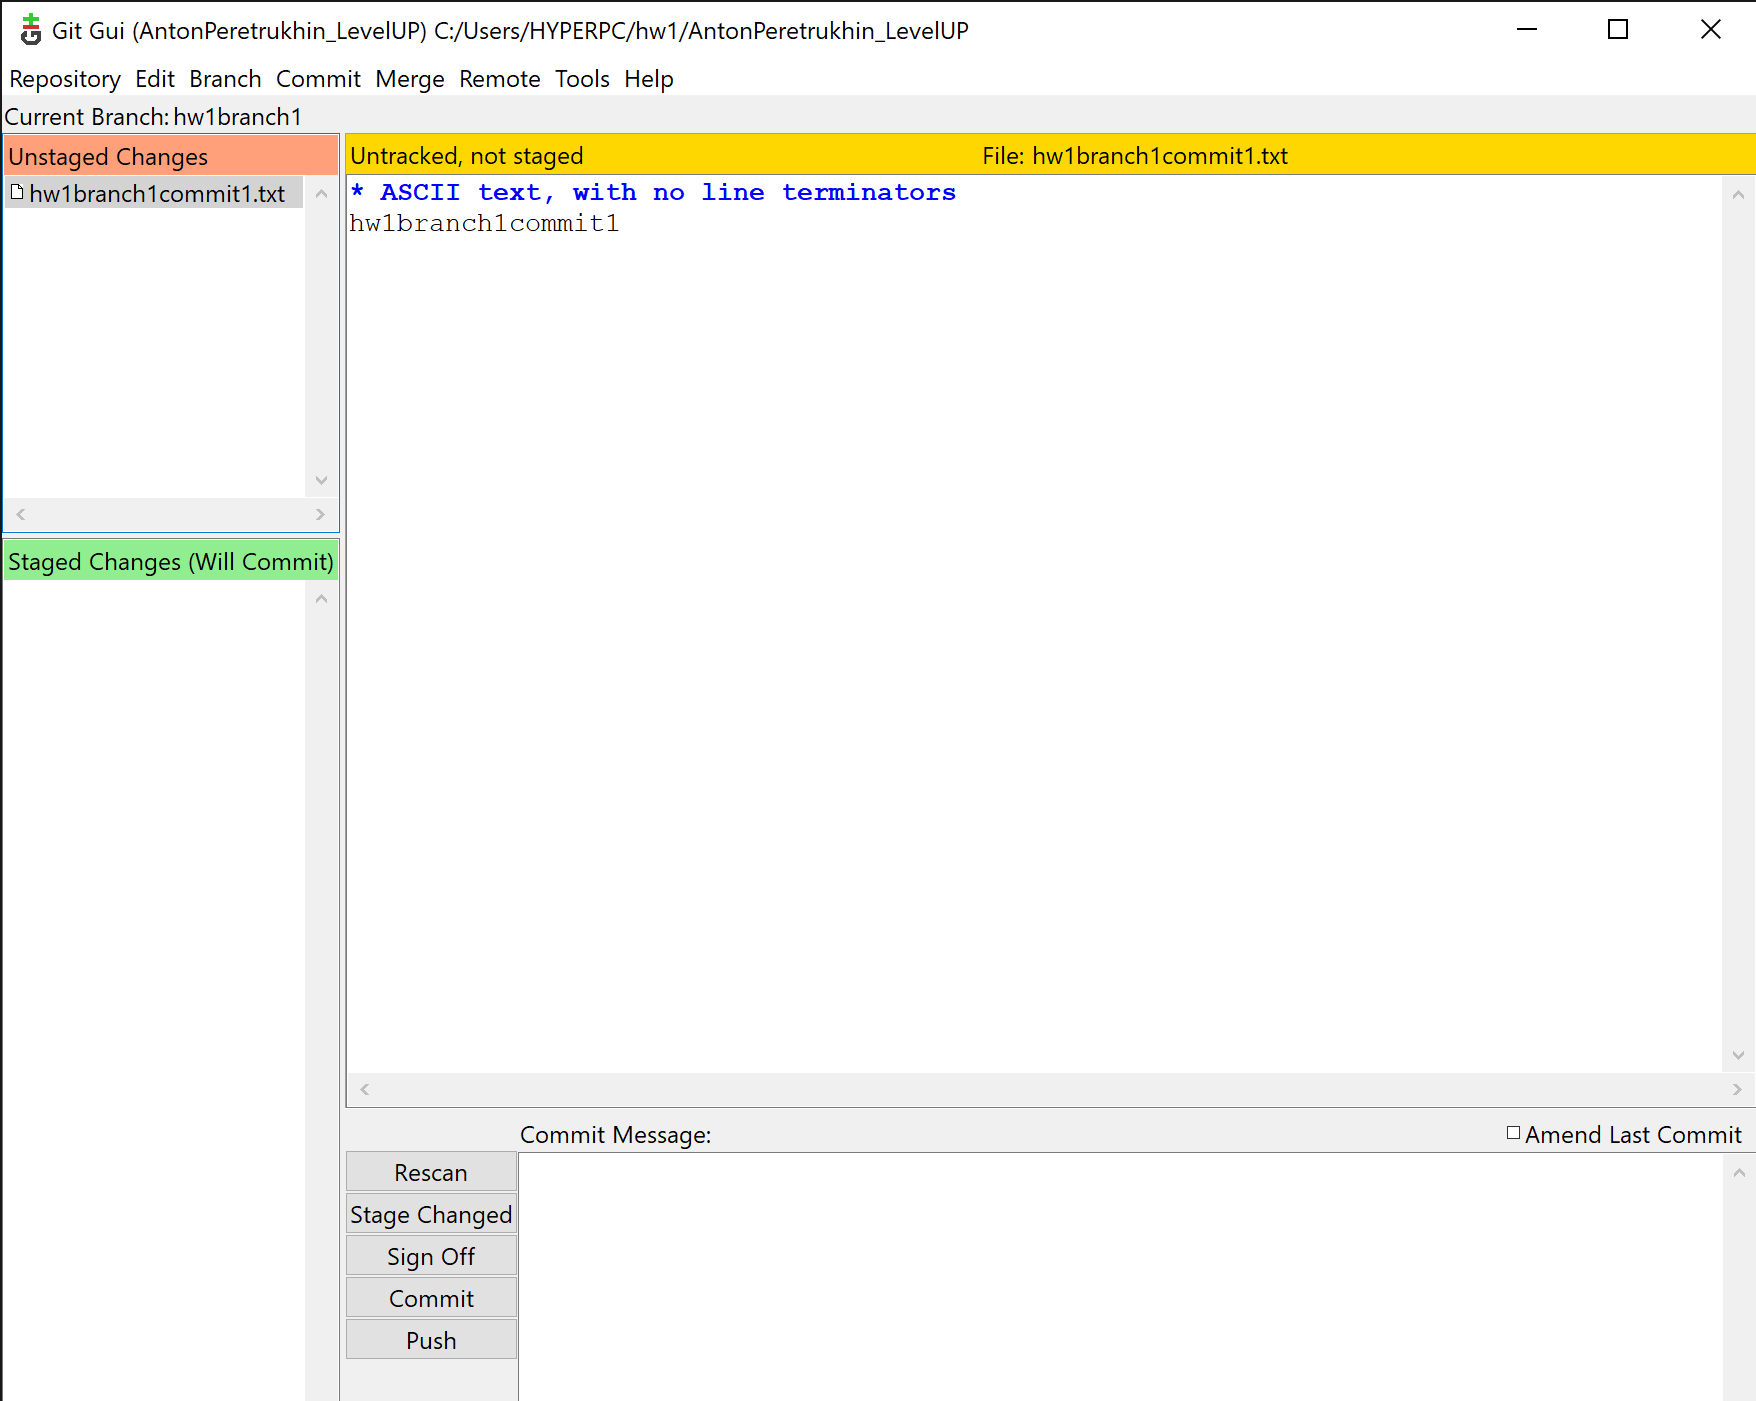 Git Gui (AntonPeretrukhin_LevelUP) C:/Users/HYPERPC/hw1/AntonPeretrukhin_LevelUP
Repository Edit Branch Commit Merge Remote Tools Help
Current Branch: hw1branch1
Unstaged Changes
hw1branch1commit1.txt
Untracked, not staged File: hw1branch1commit1.txt
* ASCII text, with no line terminators
hw1branch1commit1
Staged Changes (Will Commit)
Commit Message: Amend Last Commit
Rescan
Stage Changed
Sign Off
Commit
Push